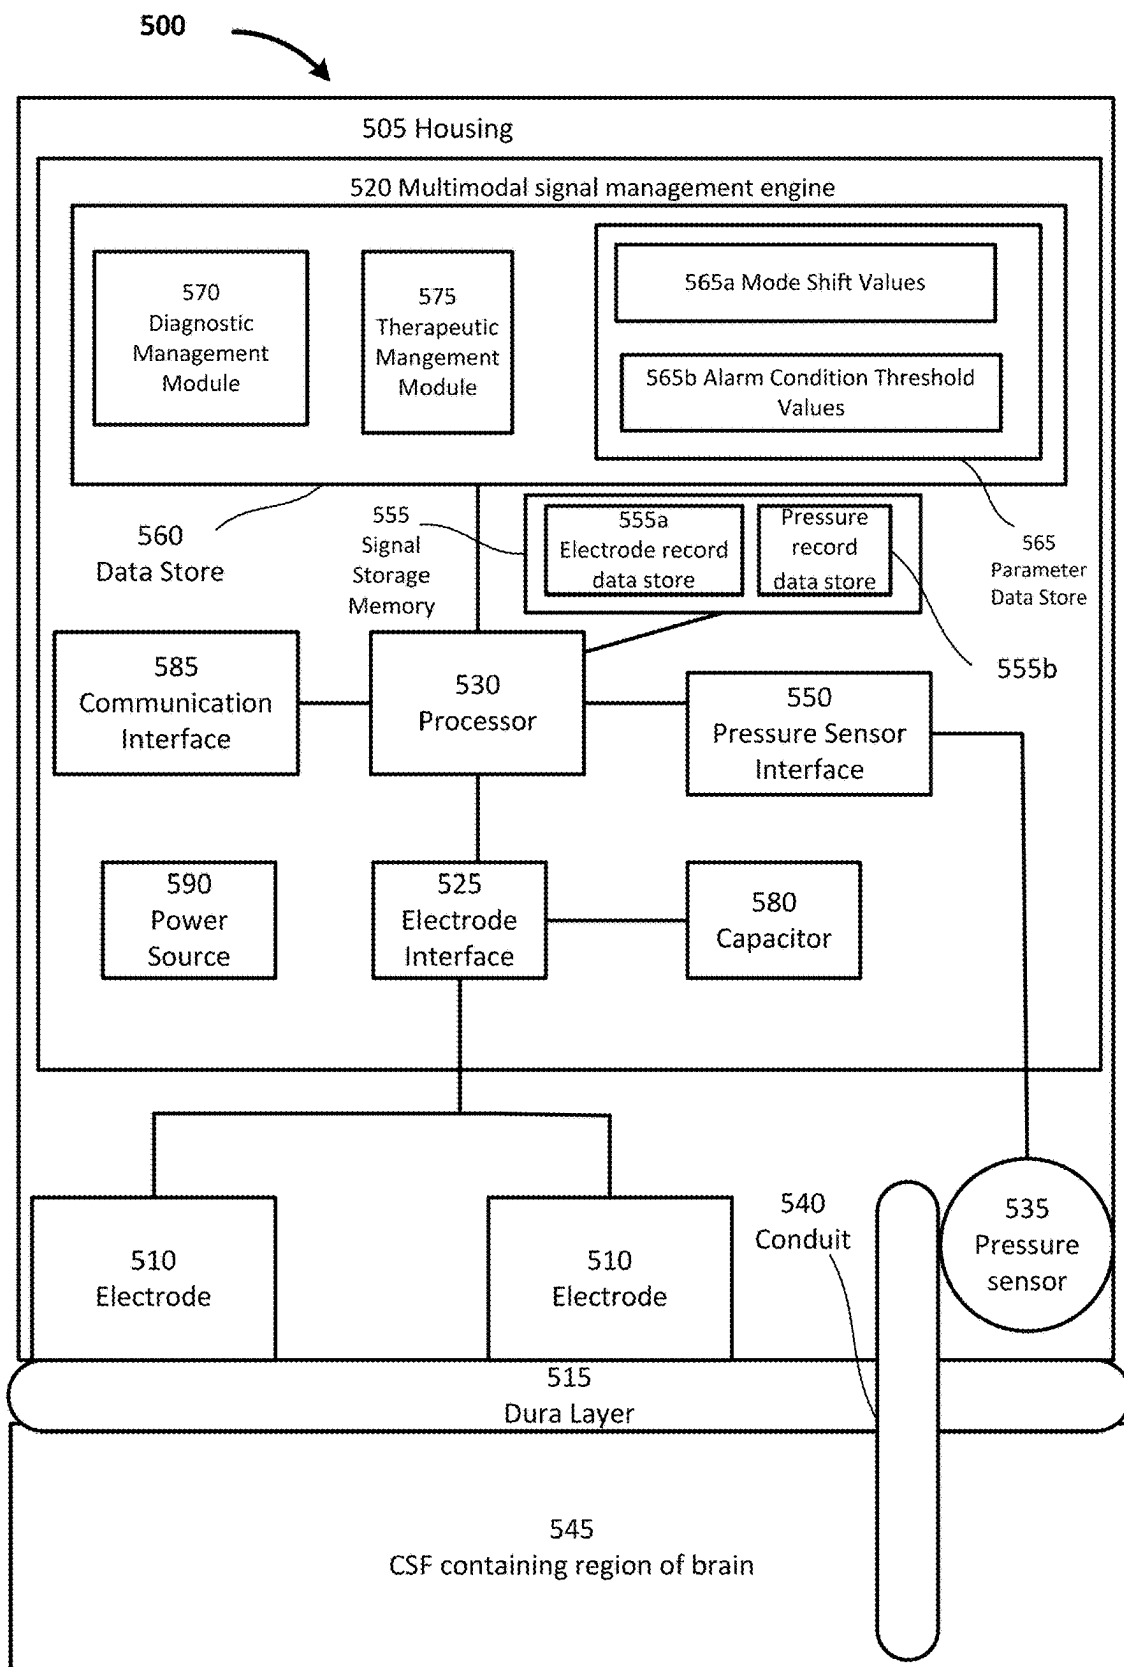 500
505 Housing
520 Multimodal signal management engine
570
Diagnostic
Management
Module
575
Therapeutic
Mangement
Module
565a Mode Shift Values
565b Alarm Condition Threshold
Values
560
Data Store
555
Signal
Storage
Memory
555a
Electrode record
data store
Pressure
record
data store
565
Parameter
Data Store
555b
585
Communication
Interface
530
Processor
550
Pressure Sensor
Interface
590
Power
Source
525
Electrode
Interface
580
Capacitor
510
Electrode
510
Electrode
540
Conduit
535
Pressure
sensor
515
Dura Layer
545
CSF containing region of brain